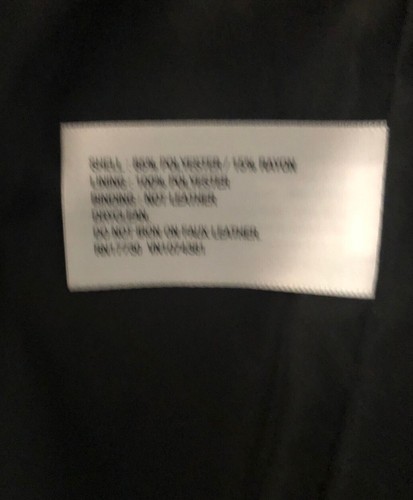 SHELL : POLYESTER / RAYON
LINING : 100% POLYESTER
BINDING : NOT LEATHER
DRYCLEAN
DO NOT IRON ON FAUX LEATHER